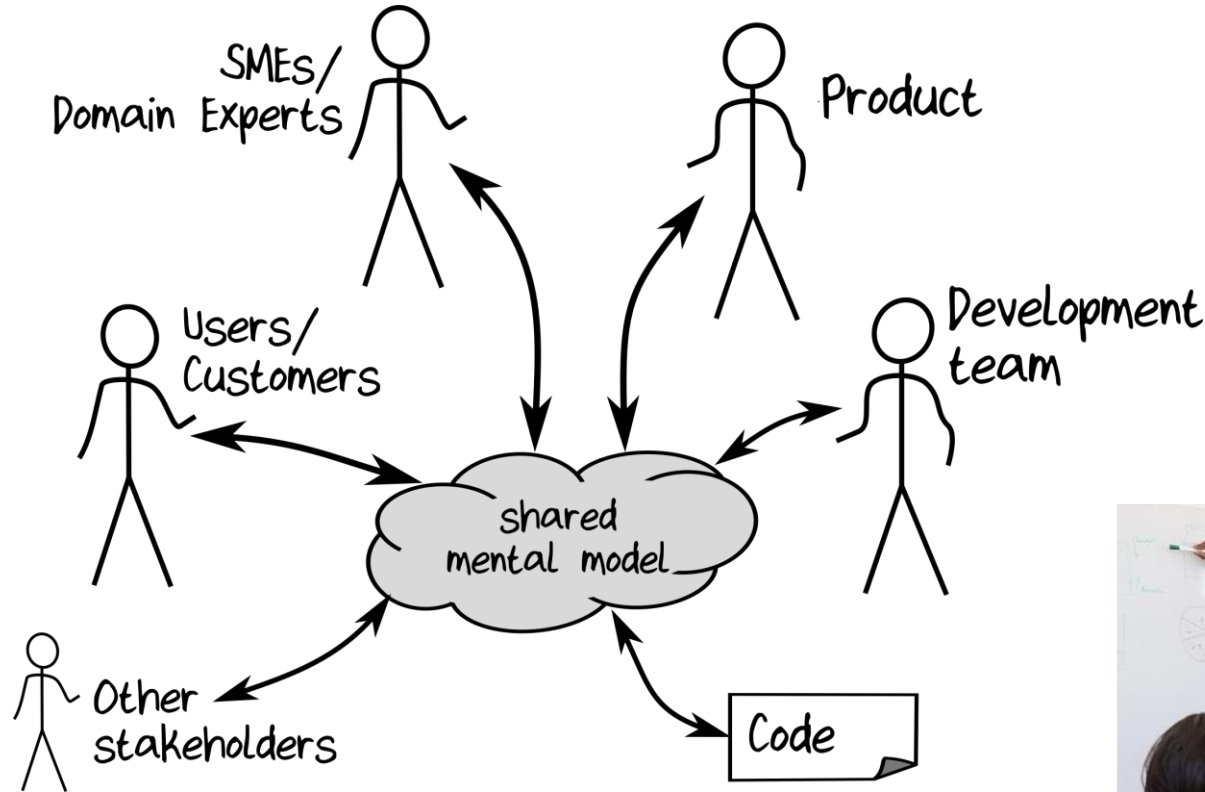 SMEs/
Domain Experts
Product
Users/
Customers
Development
team
shared
mental model
Other
stakeholders
Code